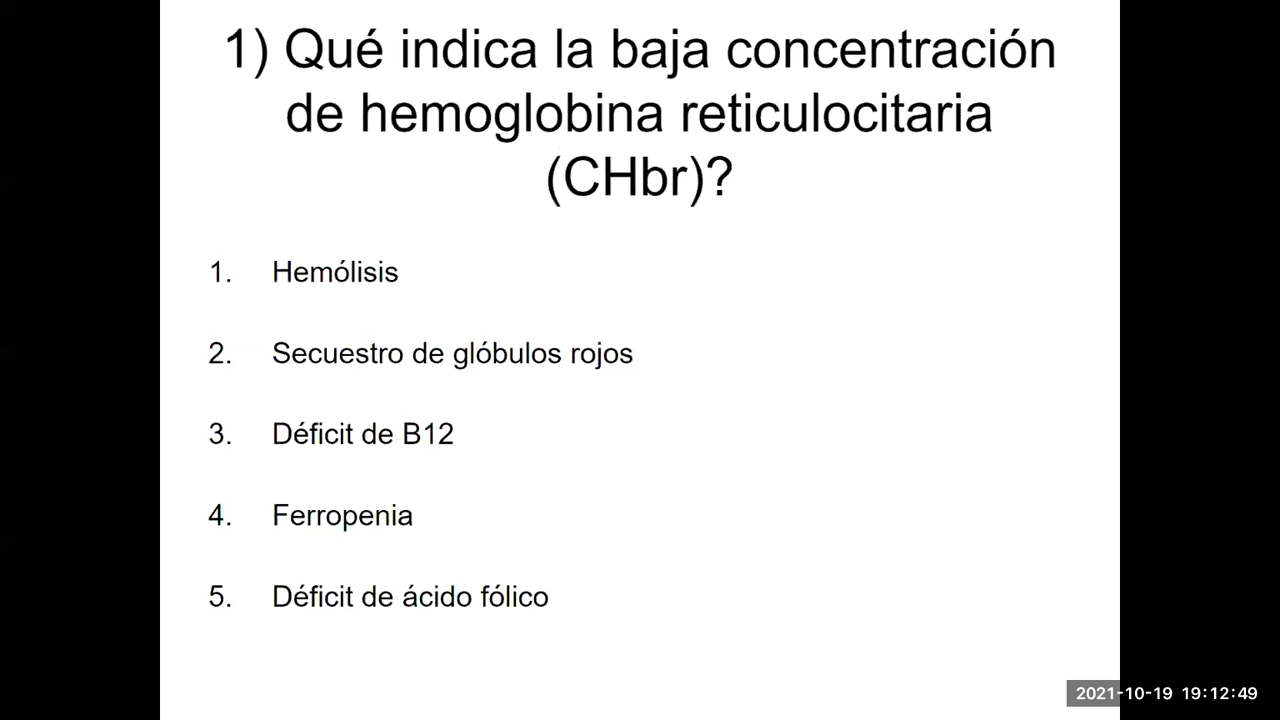 1) Qué indica la baja concentración
de hemoglobina reticulocitaria
(CHbr)?
1. Hemólisis
2. Secuestro de glóbulos rojos
3. Déficit de B12
4. Ferropenia
5. Déficit de ácido fólico
2021-10-19 19:12:49